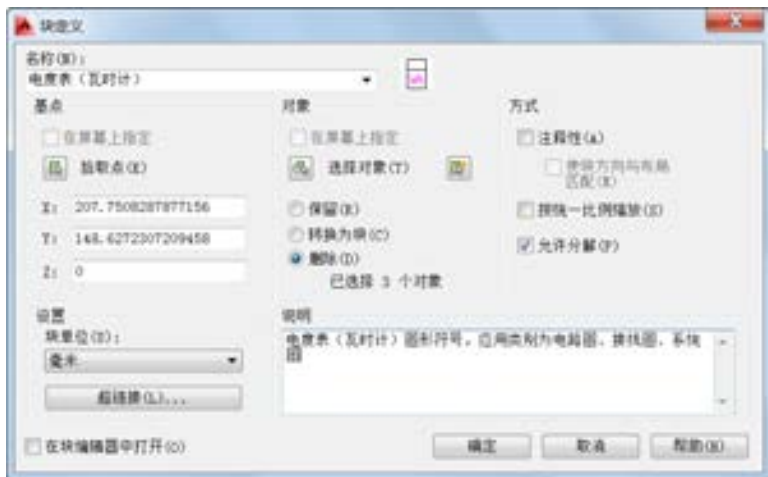 块定义
名称(N):
电度表（瓦时计）
基点
在屏幕上指定
拾取点(K)
X: 207.7508287877156
Y: 148.6272307209458
Z: 0
对象
在屏幕上指定
选择对象(T)
保留(R)
转换为块(C)
删除(D)
已选择 3 个对象
方式
注释性(A)
使块方向与布局
匹配(M)
按统一比例缩放(S)
允许分解(P)
设置
块单位(U):
毫米
超链接(L)...
说明
电度表（瓦时计）图形符号，应用类别为电路图、接线图、系统
图
在块编辑器中打开(O)
确定
取消
帮助(H)